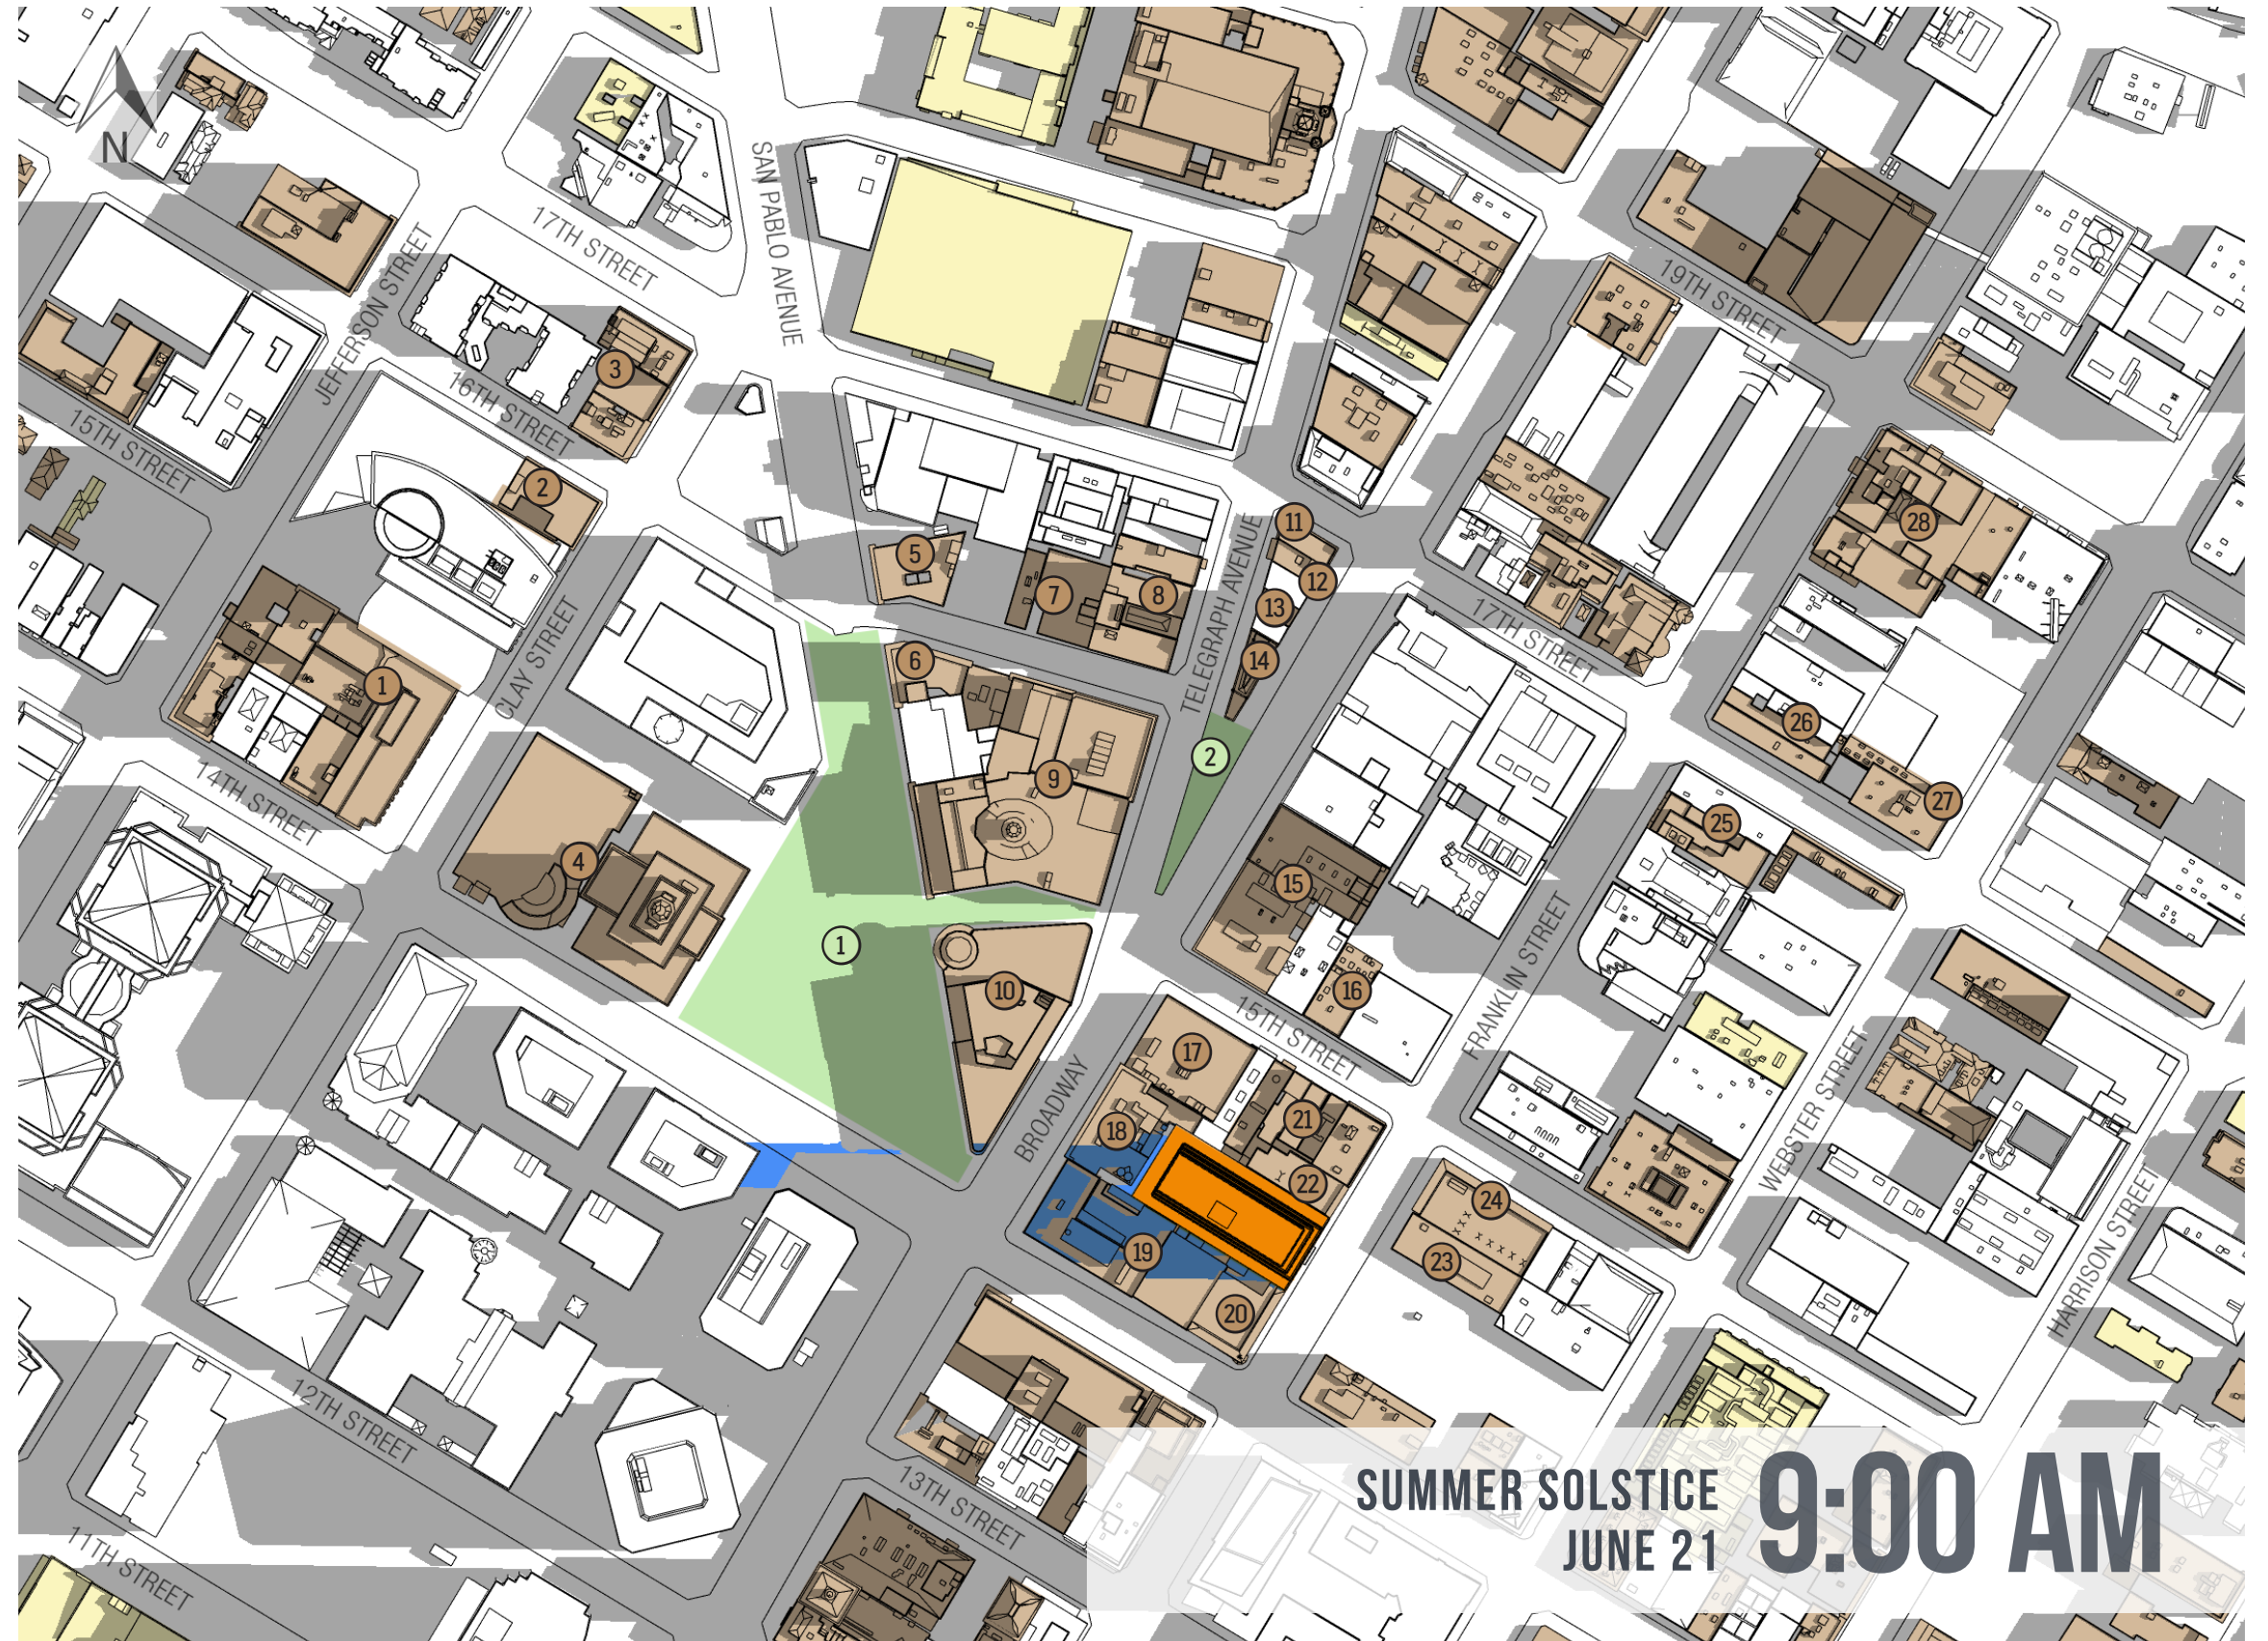 N
SAN PABLO AVENUE
17TH STREET
JEFFERSON STREET
19TH STREET
3
16TH STREET
15TH STREET
2
28
11
TELEGRAPH AVENUE
5
12
7
8
13
17TH STREET
CLAY STREET
6
14
1
26
2
9
14TH STREET
27
25
4
15
FRANKLIN STREET
1
10
16
15TH STREET
17
WEBSTER STREET
BROADWAY
21
18
22
24
HARRISON STREET
19
23
20
12TH STREET
13TH STREET
11TH STREET
SUMMER SOLSTICE
JUNE 21
9:00 AM